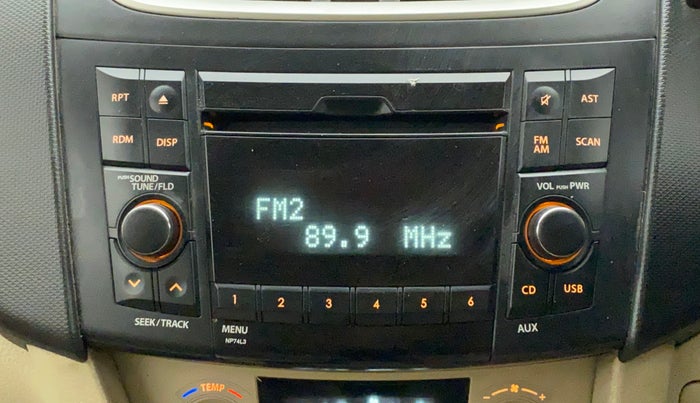 RPT
AST
RDM
DISP
FM
AM
SCAN
PUSH SOUND
TUNE/FLD
VOL PUSH PWR
FM2
89.9 MHz
1
2
3
4
5
6
CD
USB
SEEK/TRACK
MENU
NP74L3
AUX
TEMP
- +